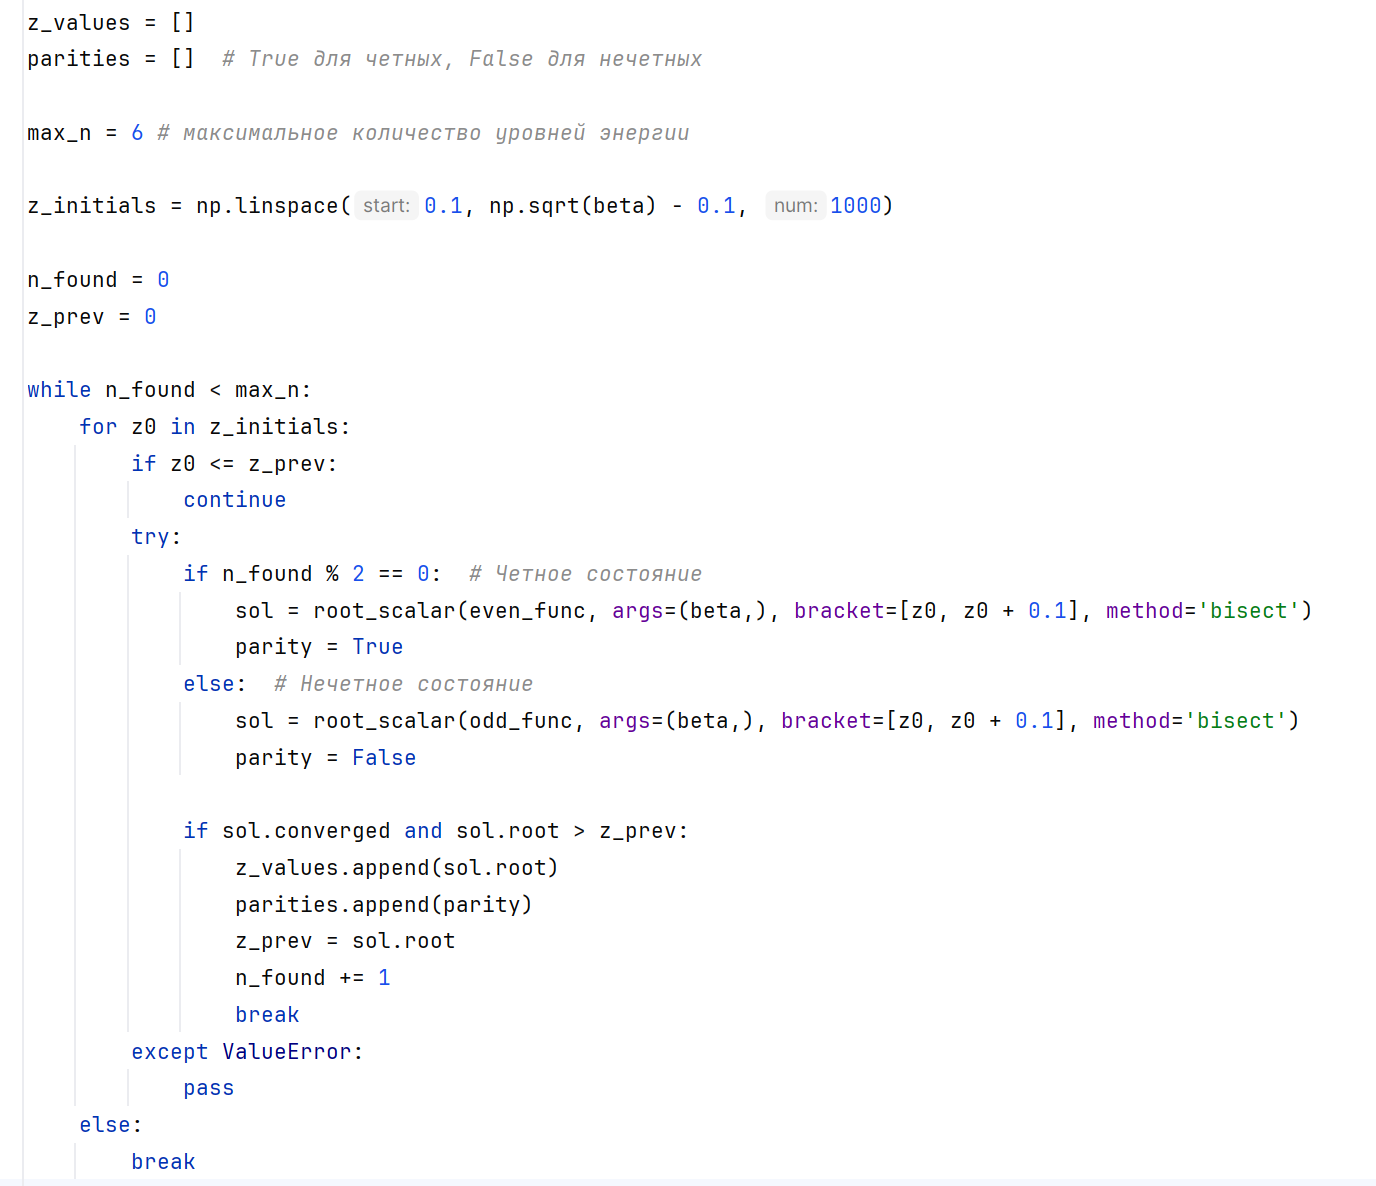 z_values = []
parities = []  # True для четных, False для нечетных
max_n = 6 # максимальное количество уровней энергии
z_initials = np.linspace( start: 0.1, np.sqrt(beta) - 0.1,  num: 1000)
n_found = 0
z_prev = 0
while n_found < max_n:
    for z0 in z_initials:
        if z0 <= z_prev:
            continue
        try:
            if n_found % 2 == 0:  # Четное состояние
                sol = root_scalar(even_func, args=(beta,), bracket=[z0, z0 + 0.1], method='bisect')
                parity = True
            else:  # Нечетное состояние
                sol = root_scalar(odd_func, args=(beta,), bracket=[z0, z0 + 0.1], method='bisect')
                parity = False
            if sol.converged and sol.root > z_prev:
                z_values.append(sol.root)
                parities.append(parity)
                z_prev = sol.root
                n_found += 1
                break
        except ValueError:
            pass
    else:
        break